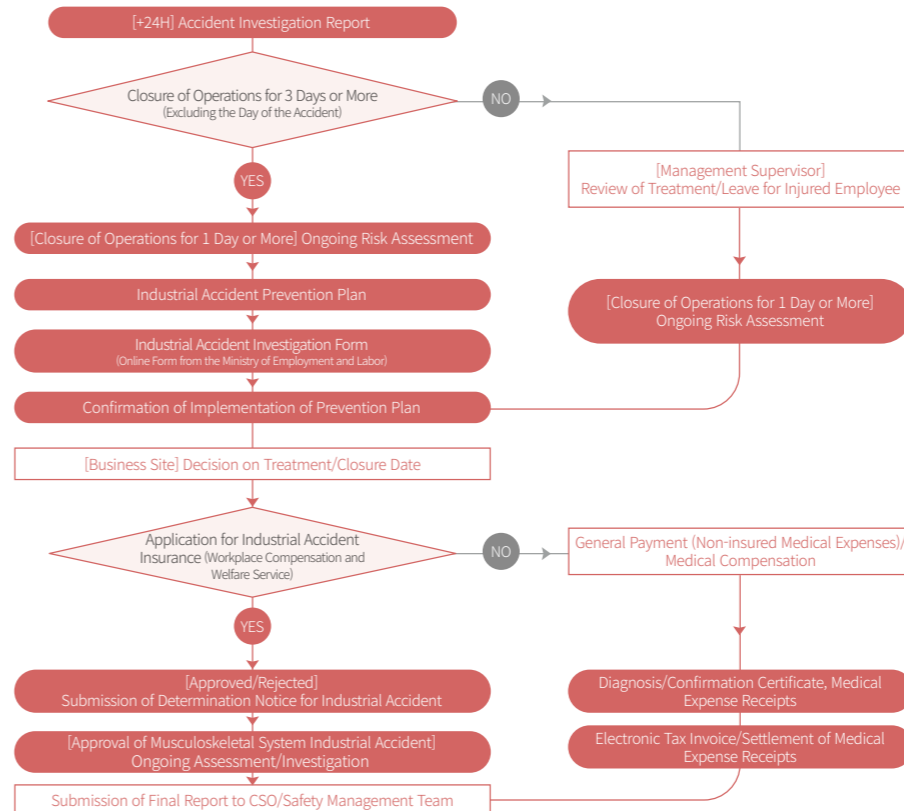 [+24H] Accident Investigation Report
Closure of Operations for 3 Days or More
(Excluding the Day of the Accident)
NO
YES
[Management Supervisor]
Review of Treatment/Leave for Injured Employee
[Closure of Operations for 1 Day or More] Ongoing Risk Assessment
Industrial Accident Prevention Plan
[Closure of Operations for 1 Day or More]
Ongoing Risk Assessment
Industrial Accident Investigation Form
(Online Form from the Ministry of Employment and Labor)
Confirmation of Implementation of Prevention Plan
[Business Site] Decision on Treatment/Closure Date
Application for Industrial Accident
Insurance (Workplace Compensation and
Welfare Service)
NO
General Payment (Non-insured Medical Expenses)/
Medical Compensation
YES
[Approved/Rejected]
Submission of Determination Notice for Industrial Accident
Diagnosis/Confirmation Certificate, Medical
Expense Receipts
[Approval of Musculoskeletal System Industrial Accident]
Ongoing Assessment/Investigation
Electronic Tax Invoice/Settlement of Medical
Expense Receipts
Submission of Final Report to CSO/Safety Management Team